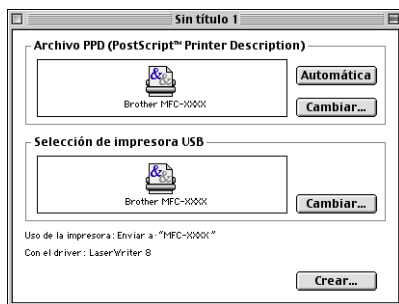 Sin título 1
Archivo PPD (PostScript™ Printer Description)
Brother MFC-XXXX
Automática
Cambiar...
Selección de impresora USB
Brother MFC-XXXX
Cambiar...
Uso de la impresora: Enviar a “MFC-XXXX”
Con el driver: LaserWriter 8
Crear...